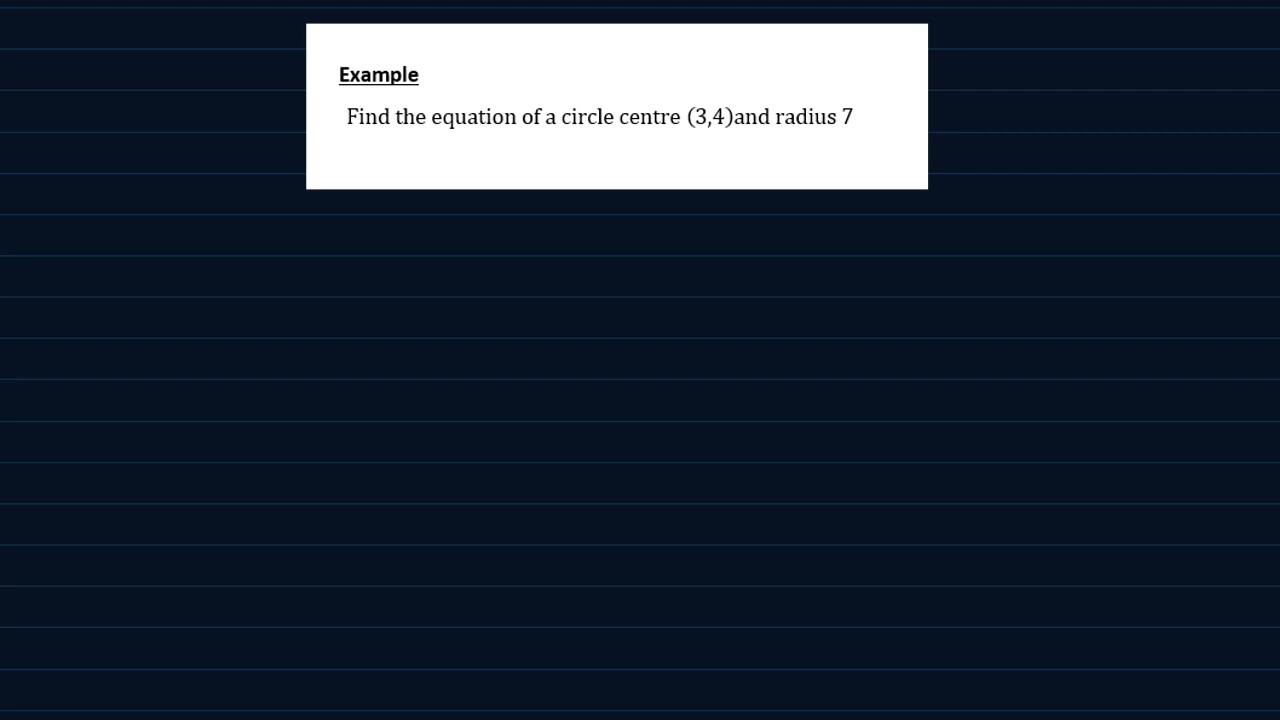 Example
Find the equation of a circle centre (3,4)and radius 7